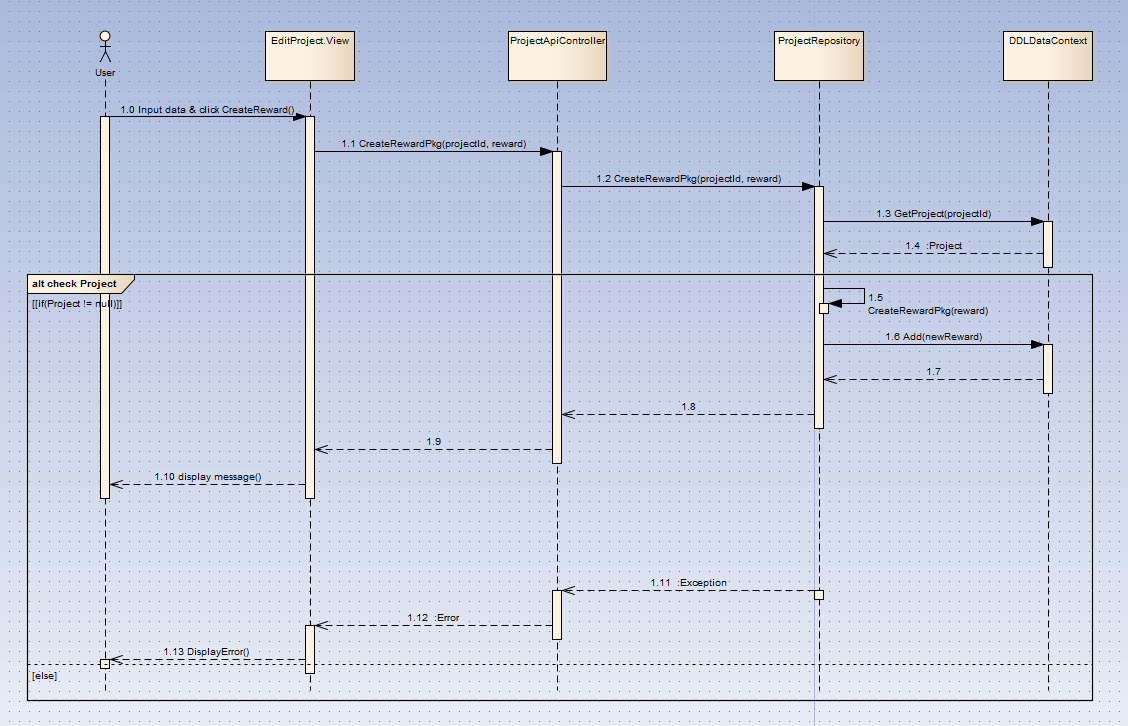 User
EditProject.View
ProjectApiController
ProjectRepository
DDLDataContext
1.0 Input data & click CreateReward()
1.1 CreateRewardPkg(projectId, reward)
1.2 CreateRewardPkg(projectId, reward)
1.3 GetProject(projectId)
1.4 :Project
alt check Project
[[if(Project != null)]]
1.5
CreateRewardPkg(reward)
1.6 Add(newReward)
1.7
1.8
1.9
1.10 display message()
1.11 :Exception
1.12 :Error
1.13 DisplayError()
[else]